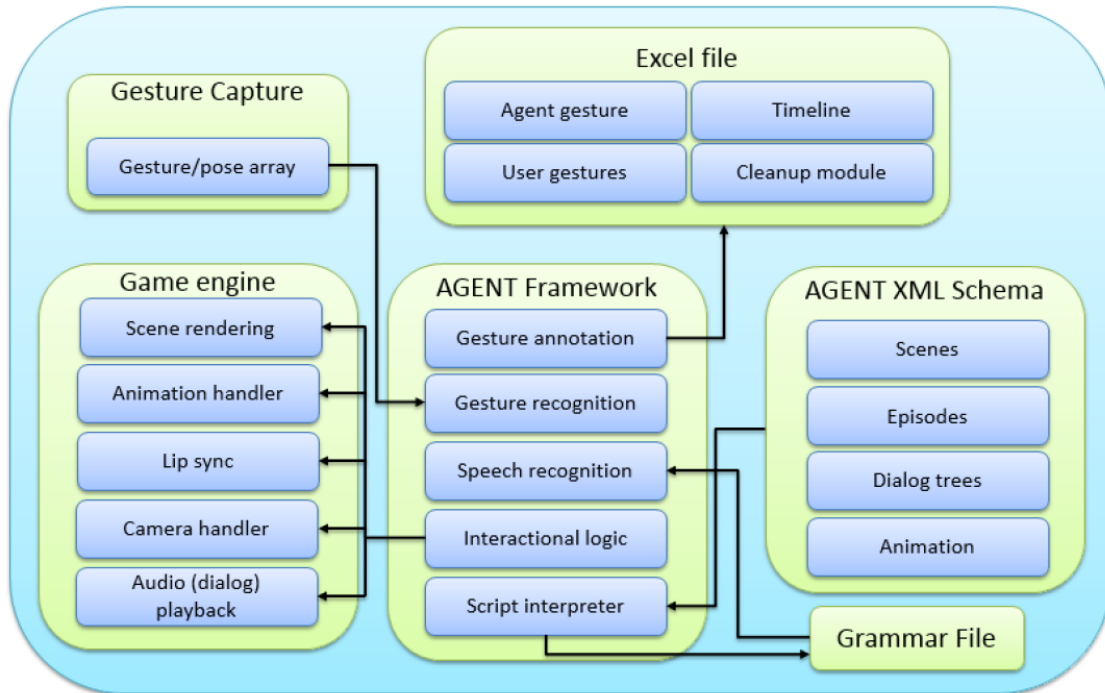 Gesture Capture
Gesture/pose array
Excel file
Agent gesture
Timeline
User gestures
Cleanup module
Game engine
Scene rendering
Animation handler
Lip sync
Camera handler
Audio (dialog)
playback
AGENT Framework
Gesture annotation
Gesture recognition
Speech recognition
Interactional logic
Script interpreter
AGENT XML Schema
Scenes
Episodes
Dialog trees
Animation
Grammar File